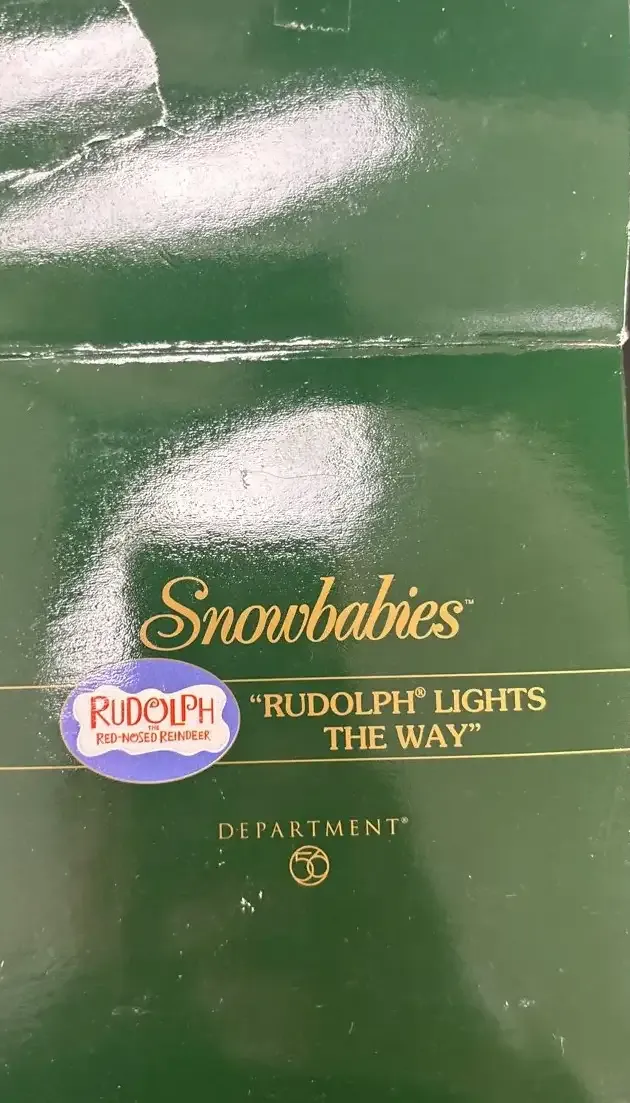 Snowbabies™
RUDOLPH
THE
RED-NOSED REINDEER
"RUDOLPH® LIGHTS
THE WAY"
DEPARTMENT®
56